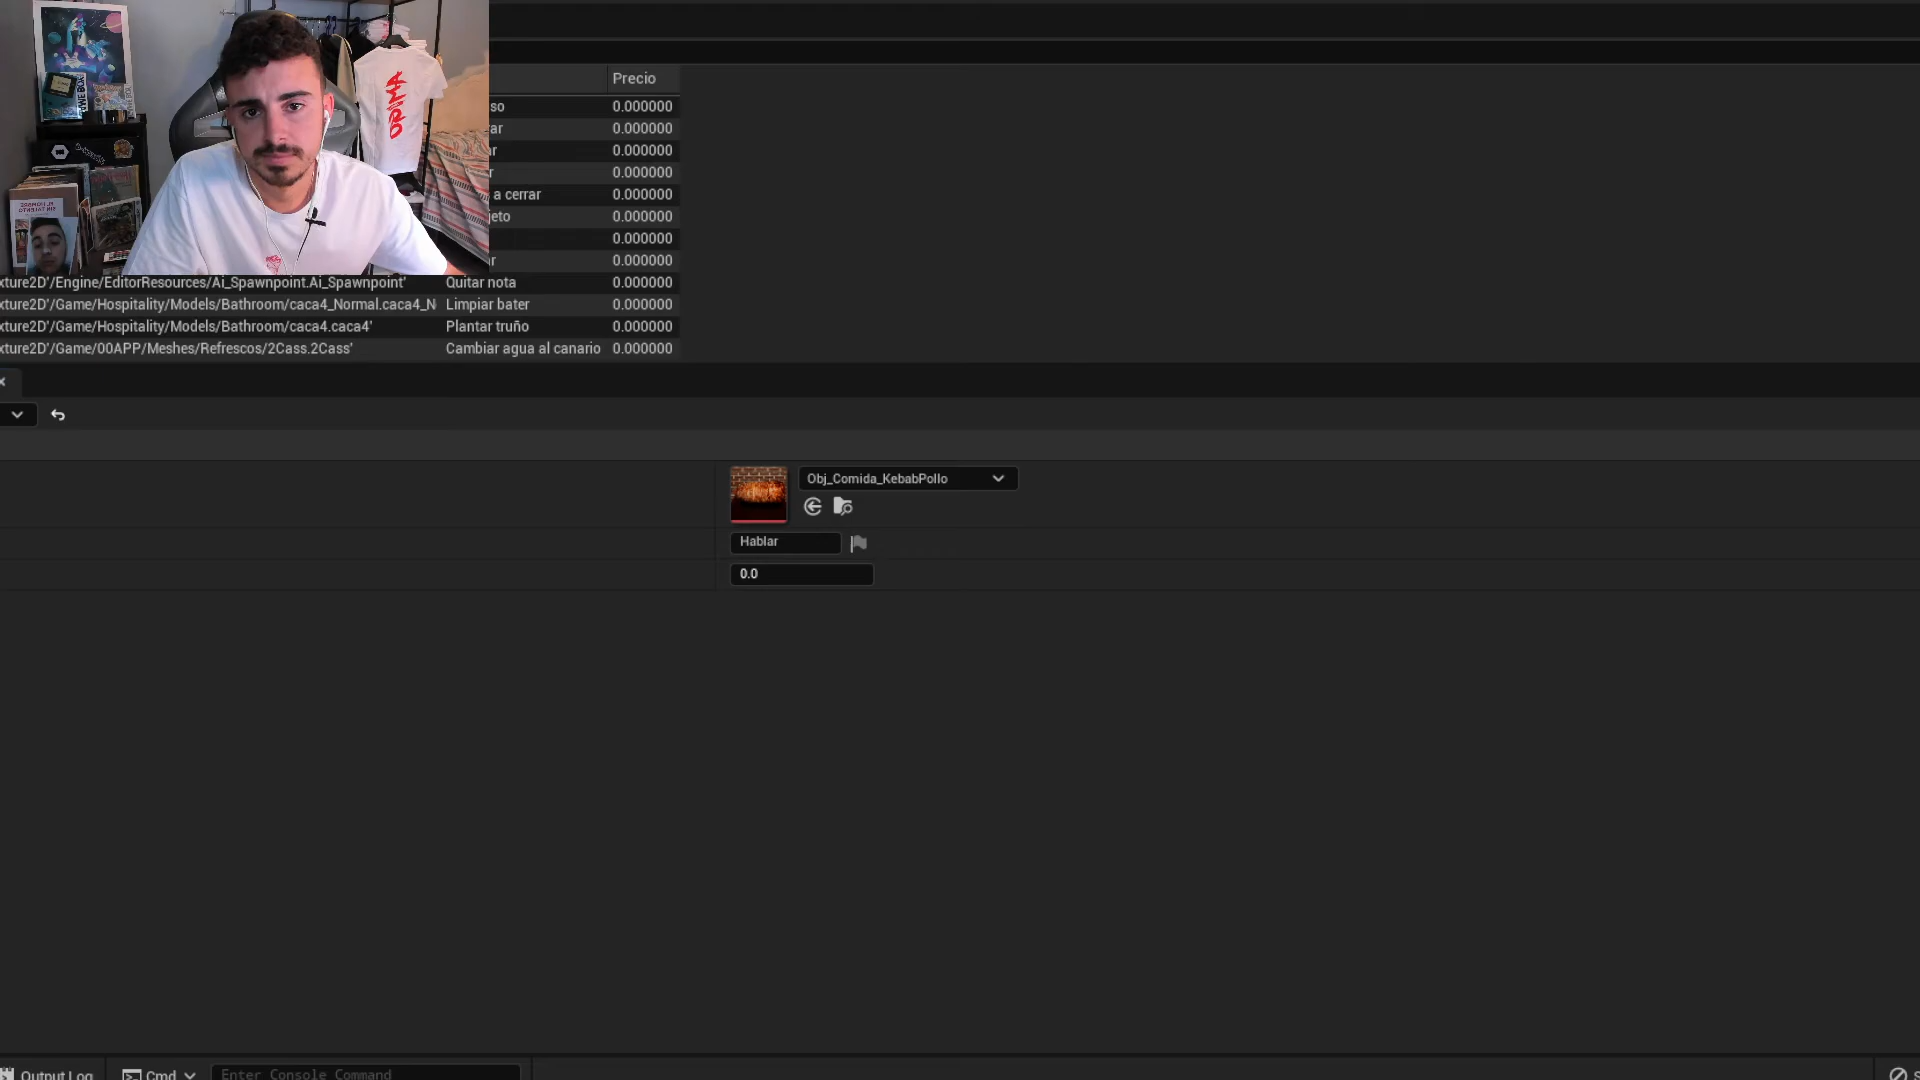 Precio
so 0.000000
ar 0.000000
ar 0.000000
r 0.000000
a cerrar 0.000000
jeto 0.000000
0.000000
r 0.000000
xture2D'/Engine/EditorResources/Ai_Spawnpoint.Ai_Spawnpoint' Quitar nota 0.000000
xture2D'/Game/Hospitality/Models/Bathroom/caca4_Normal.caca4_N Limpiar bater 0.000000
xture2D'/Game/Hospitality/Models/Bathroom/caca4.caca4' Plantar truño 0.000000
xture2D'/Game/00APP/Meshes/Refrescos/2Cass.2Cass' Cambiar agua al canario 0.000000
Obj_Comida_KebabPollo
Hablar
0.0
Output Log Cmd Enter Console Command